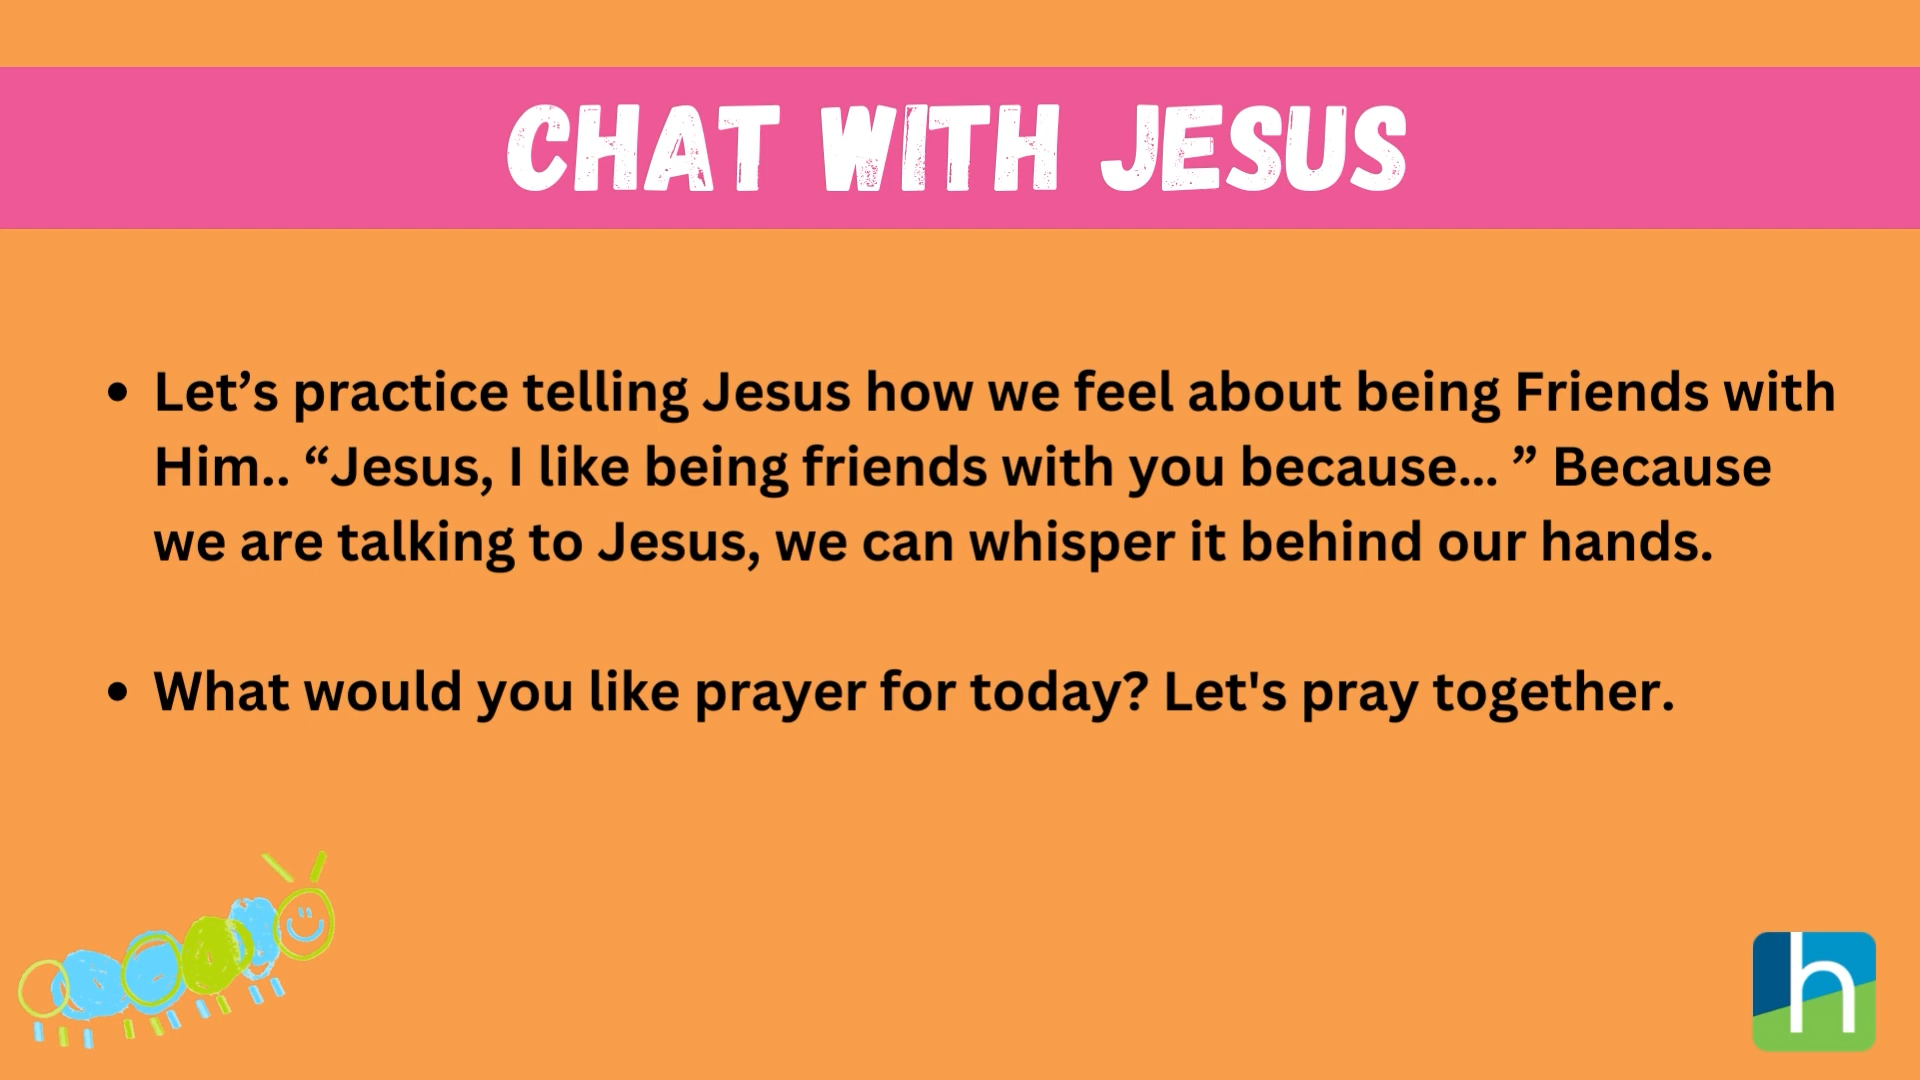 CHAT WITH JESUS
• Let’s practice telling Jesus how we feel about being Friends with
Him.. “Jesus, I like being friends with you because... ” Because
we are talking to Jesus, we can whisper it behind our hands.
• What would you like prayer for today? Let's pray together.
h